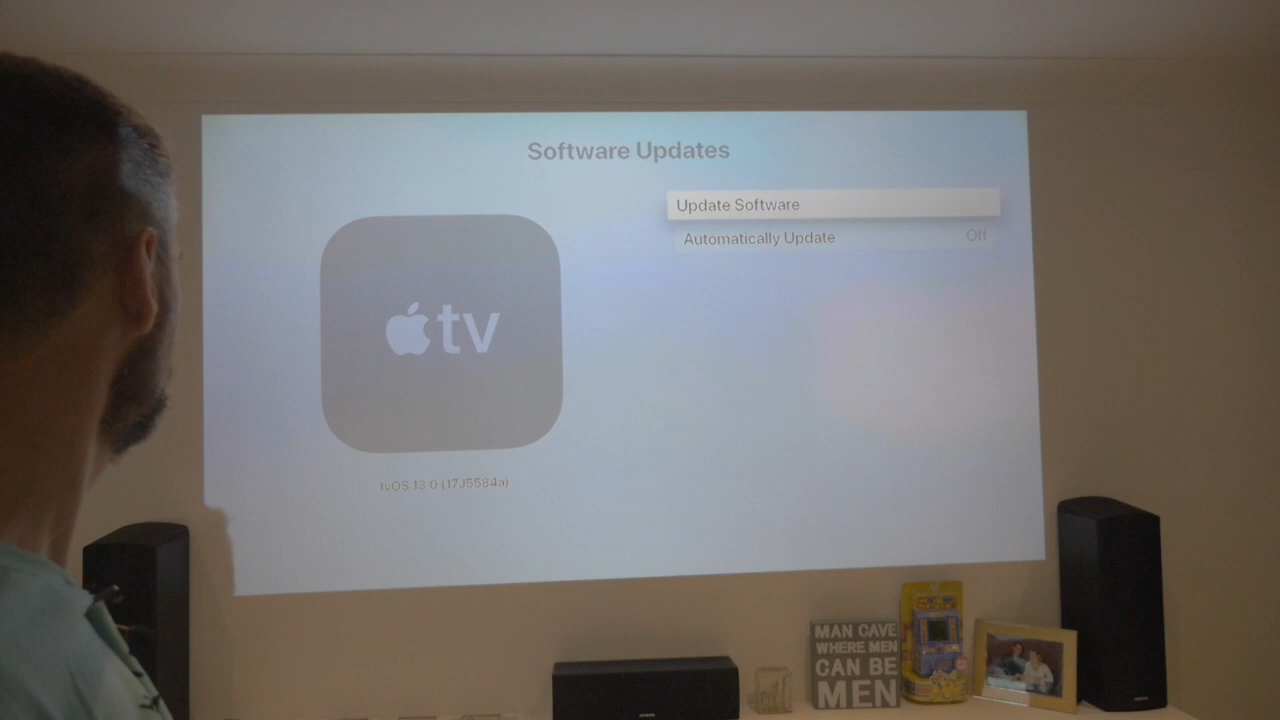 Software Updates
Update Software
Automatically Update Off
tv
tvOS 13.0 (17J5584a)
MAN CAVE
WHERE MEN
CAN BE
MEN